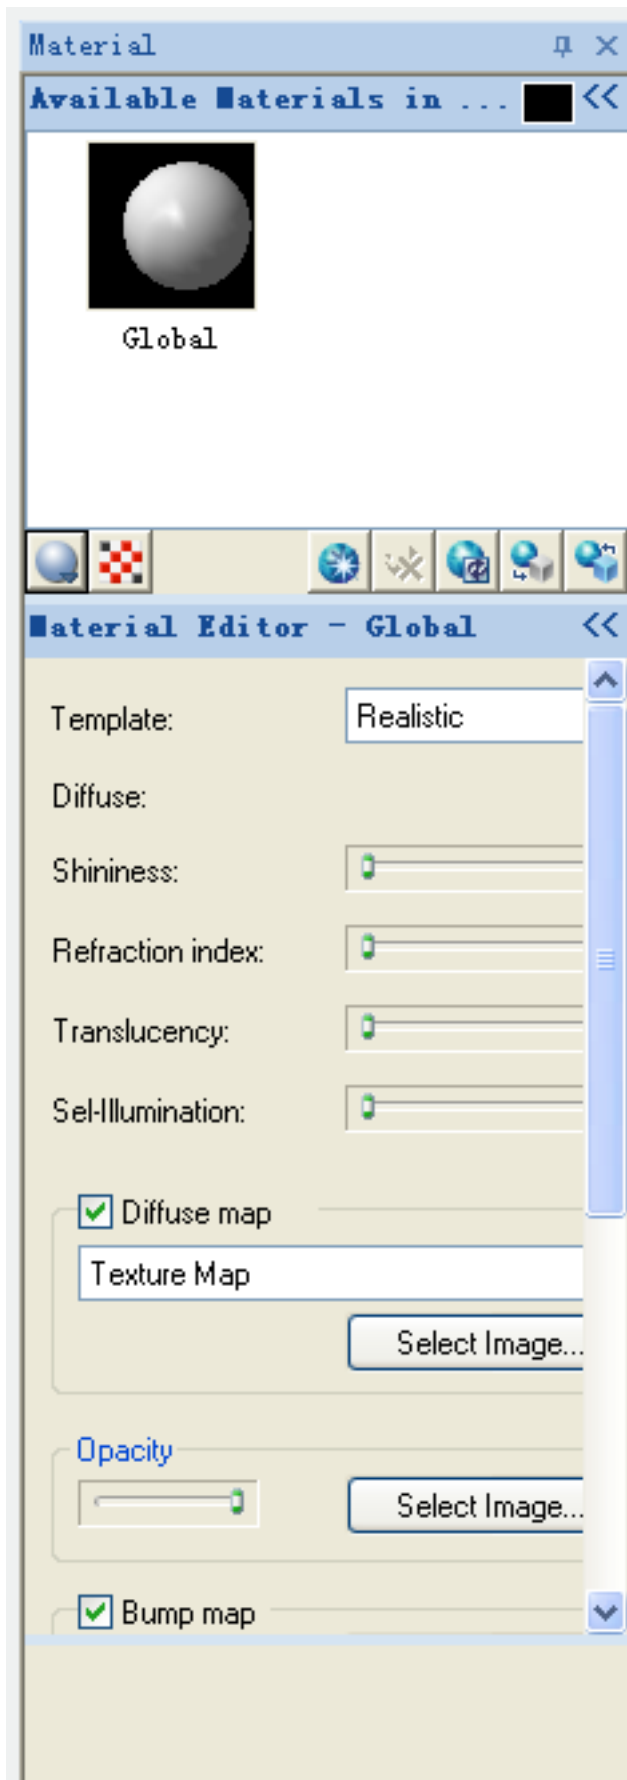 Material
Available Materials in ...
Global
Material Editor - Global
Template: Realistic
Diffuse:
Shininess:
Refraction index:
Translucency:
Sel-Illumination:
Diffuse map
Texture Map
Select Image...
Opacity
Select Image...
Bump map